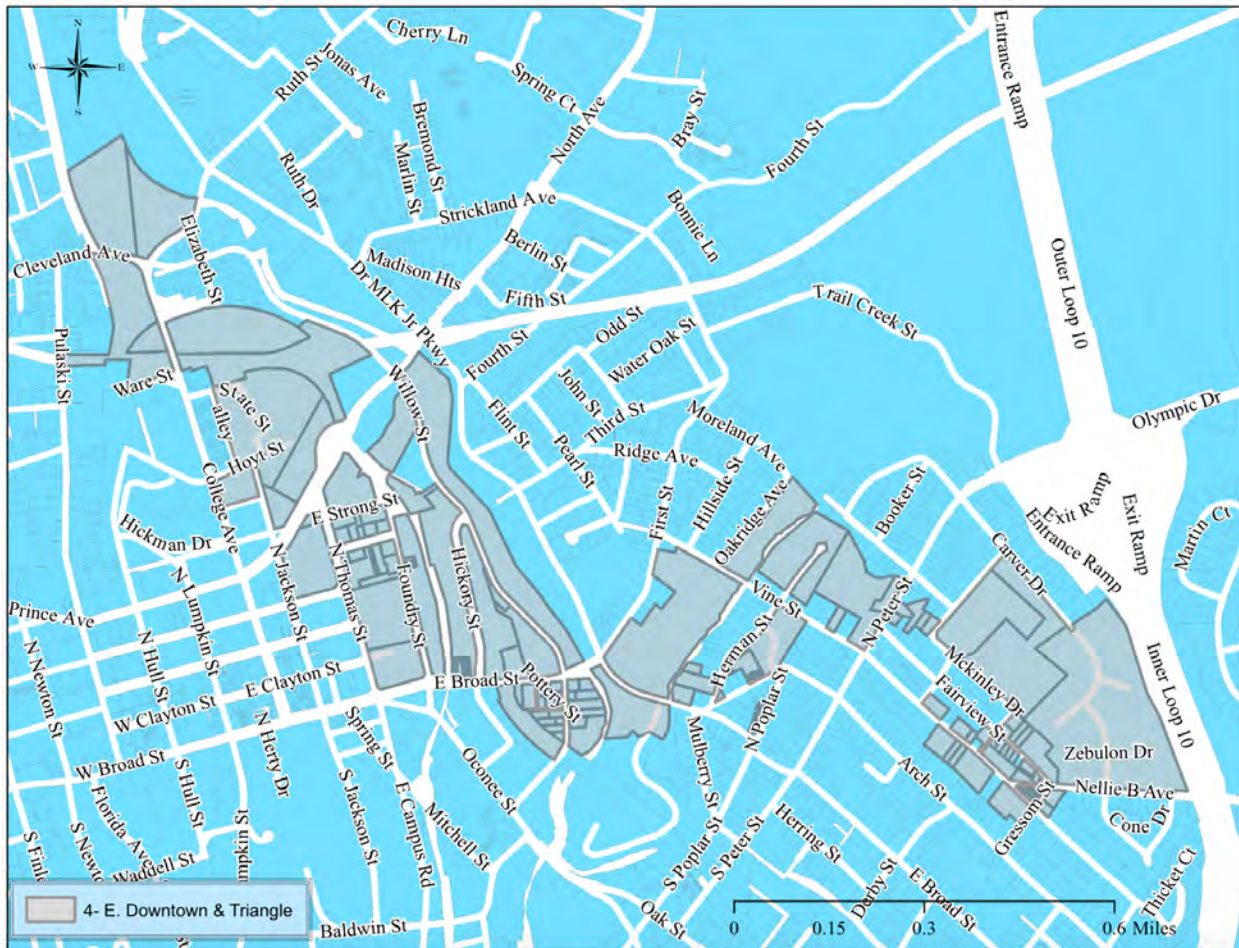 N
W
E
S
Cherry Ln
Jonas Ave
Ruth St
Spring Ct
Bremond St
Marlin St
North Ave
Bray St
Fourth St
Entrance Ramp
Ruth Dr
Strickland Ave
Bonnie Ln
Elizabeth St
Berlin St
Cleveland Ave
Madison Hts
Outer Loop 10
Dr MLK Jr Pkwy
Fifth St
Trail Creek St
Odd St
Pulaski St
Fourth St
Water Oak St
Ware St
Willow St
John St
State St
alley
Flint St
Third St
Moreland Ave
Olympic Dr
Hoyt St
Pearl St
Ridge Ave
College Ave
Hillside St
First St
Oakridge Ave
Booker St
Exit Ramp
Exit Ramp
E Strong St
Entrance Ramp
Martin Ct
Hickman Dr
N Thomas St
Hickory St
Carver Dr
N Jackson St
Foundry St
Vine St
N Peter St
Prince Ave
N Lumpkin St
Herman St
N Newton St
N Hull St
Mckinley Dr
E Clayton St
E Broad St
Pottery St
Fairview St
Inner Loop 10
W Clayton St
N Herty Dr
Mulberry St
N Poplar St
Zebulon Dr
W Broad St
Spring St
Oconee St
Arch St
Nellie B Ave
S Hull St
S Jackson St
E Campus Rd
Gressom St
Cone Dr
Florida Ave
Mitchell St
Herring St
S Finl
S Newto
Waddell St
mpkin St
S Poplar St
S Peter St
Derby St
E Broad St
Thicket Ct
4- E. Downtown & Triangle
Baldwin St
Oak St
0
0.15
0.3
0.6 Miles
St
St